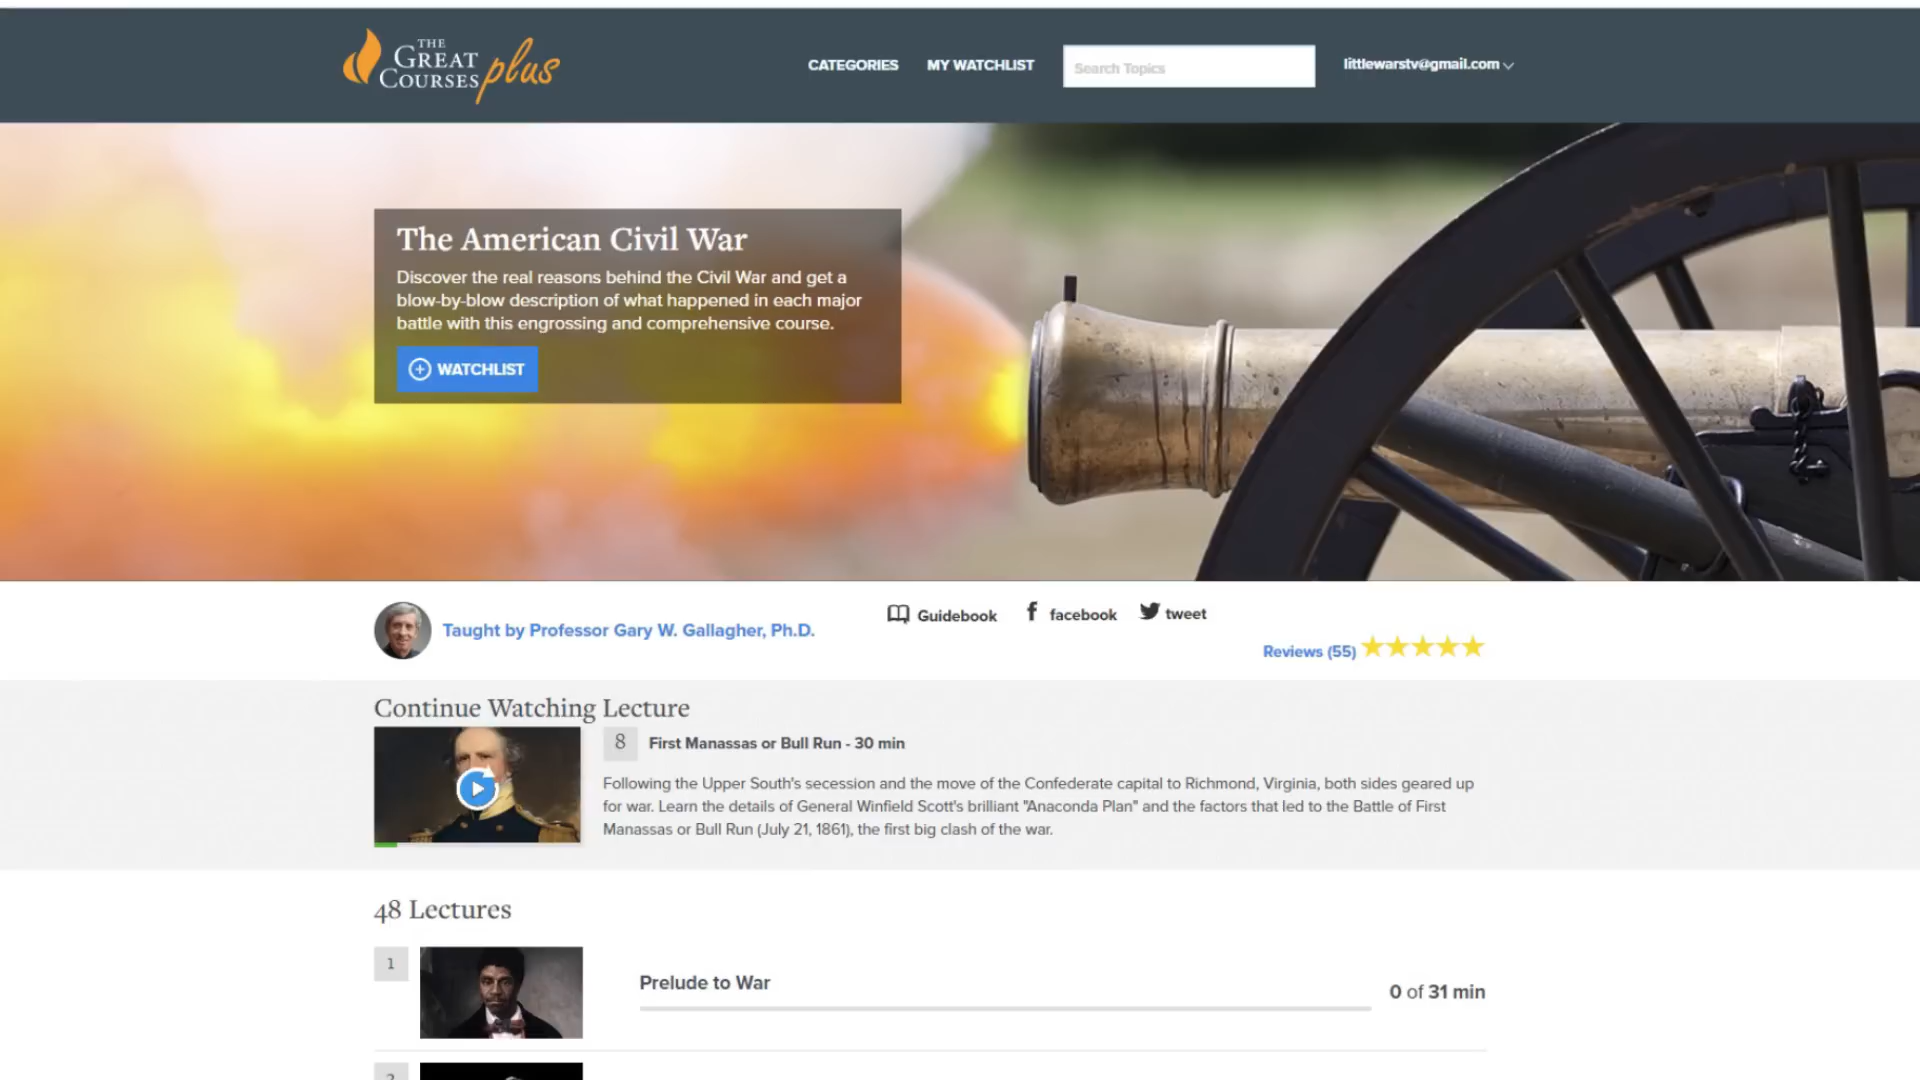 THE
GREAT
COURSES plus
CATEGORIES
MY WATCHLIST
Search Topics
littlewarstv@gmail.com
The American Civil War
Discover the real reasons behind the Civil War and get a
blow-by-blow description of what happened in each major
battle with this engrossing and comprehensive course.
WATCHLIST
Taught by Professor Gary W. Gallagher, Ph.D.
Guidebook
facebook
tweet
Reviews (55)
Continue Watching Lecture
8 First Manassas or Bull Run - 30 min
Following the Upper South's secession and the move of the Confederate capital to Richmond, Virginia, both sides geared up
for war. Learn the details of General Winfield Scott's brilliant "Anaconda Plan" and the factors that led to the Battle of First
Manassas or Bull Run (July 21, 1861), the first big clash of the war.
48 Lectures
1
Prelude to War
0 of 31 min